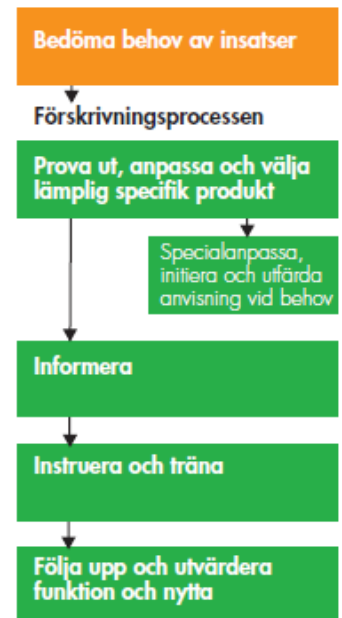 Bedöma behov av insatser
Förskrivningsprocessen
Prova ut, anpassa och välja
lämplig specifik produkt
Specialanpassa,
initiera och utfärda
anvisning vid behov
Informera
Instruera och träna
Följa upp och utvärdera
funktion och nytta